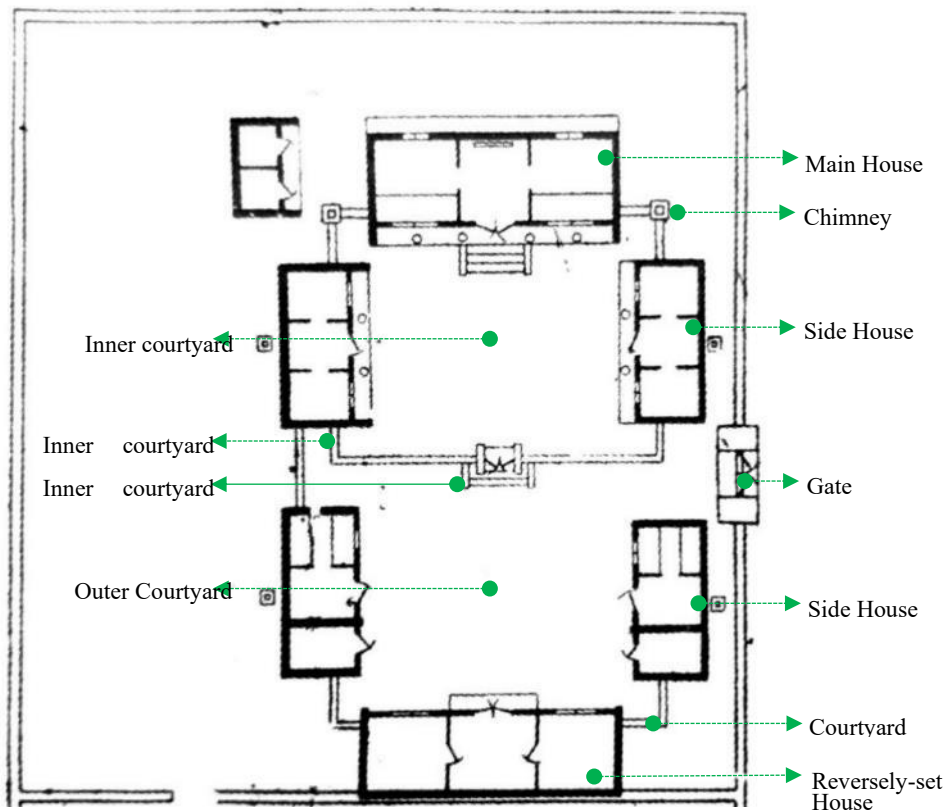 Main House
Chimney
Inner courtyard
Side House
Inner courtyard
Inner courtyard
Gate
Outer Courtyard
Side House
Courtyard
Reversely-set
House